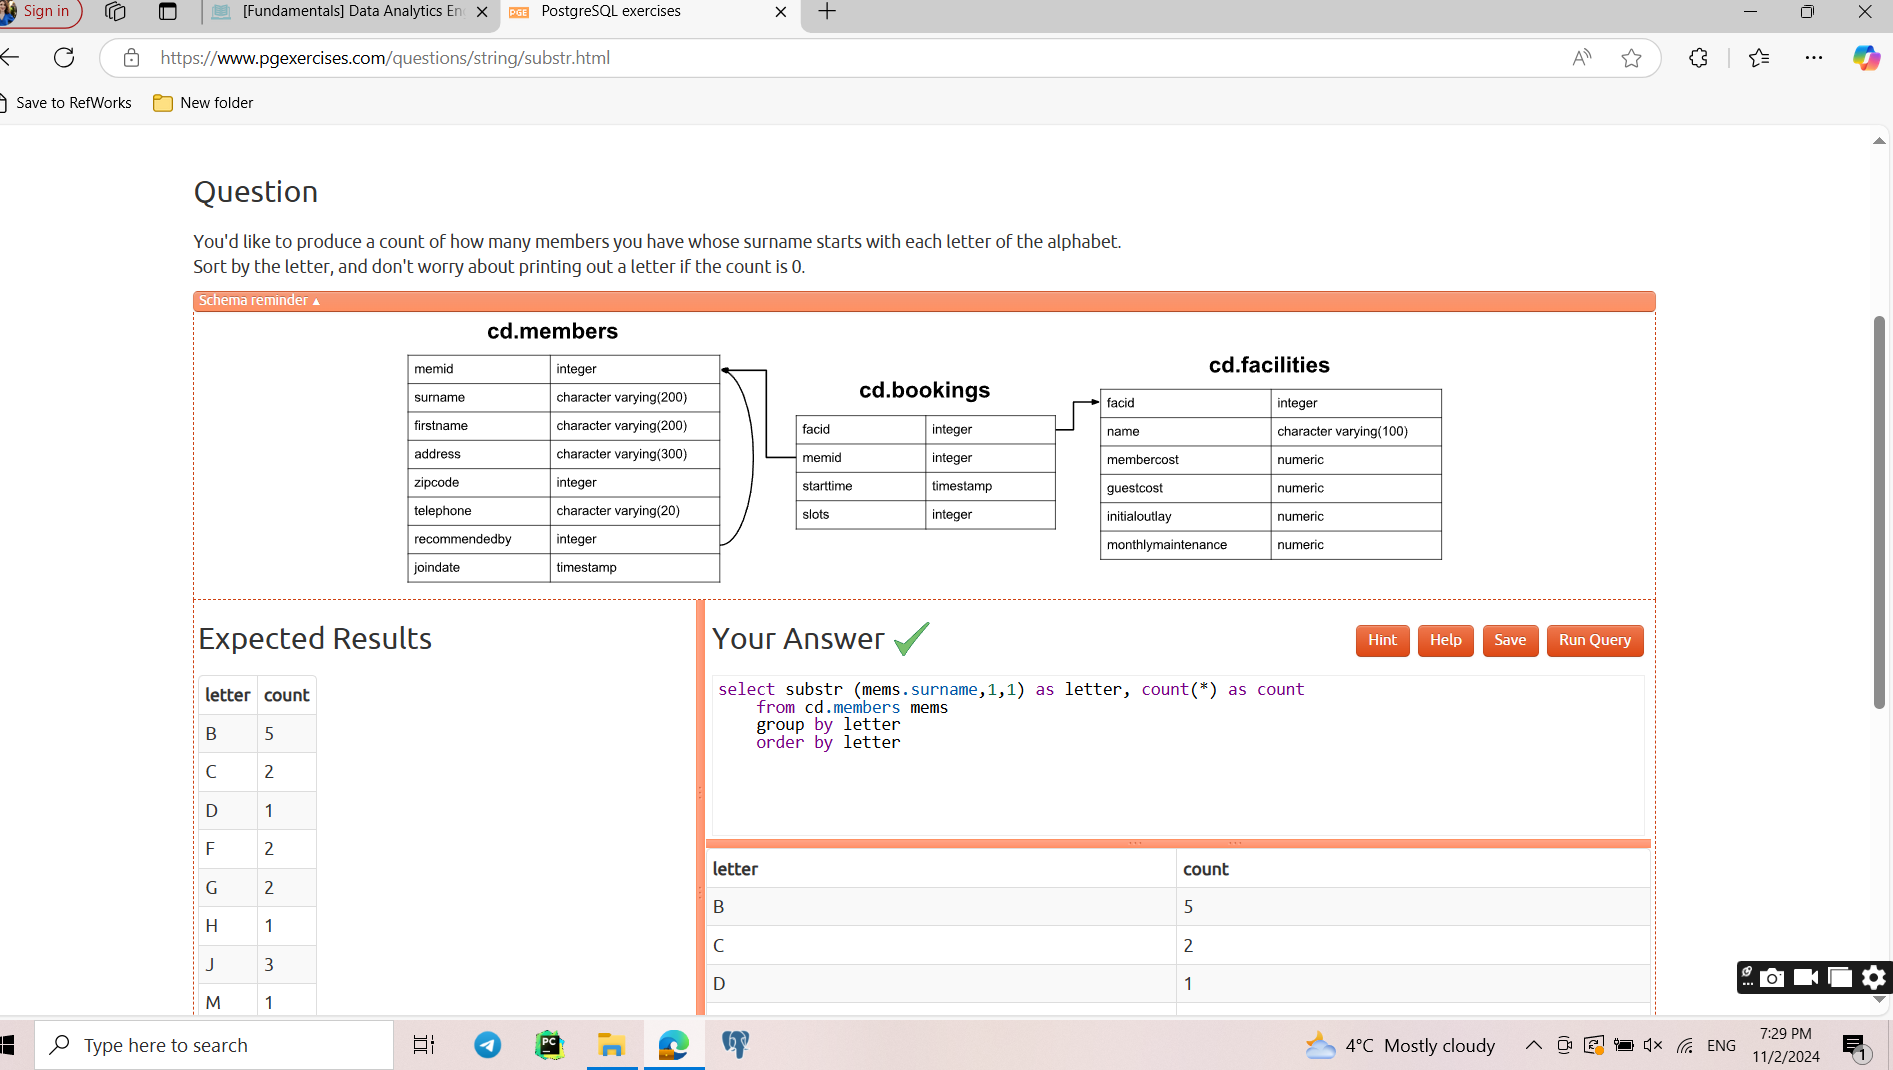 Sign in
[Fundamentals] Data Analytics En
PGE
PostgreSQL exercises
https://www.pgexercises.com/questions/string/substr.html
Save to RefWorks
New folder
Question
You'd like to produce a count of how many members you have whose surname starts with each letter of the alphabet.
Sort by the letter, and don't worry about printing out a letter if the count is 0.
Schema reminder ▲
cd.members
memid integer
surname character varying(200)
firstname character varying(200)
address character varying(300)
zipcode integer
telephone character varying(20)
recommendedby integer
joindate timestamp
cd.bookings
facid integer
memid integer
starttime timestamp
slots integer
cd.facilities
facid integer
name character varying(100)
membercost numeric
guestcost numeric
initialoutlay numeric
monthlymaintenance numeric
Expected Results
letter count
B 5
C 2
D 1
F 2
G 2
H 1
J 3
M 1
Your Answer
Hint
Help
Save
Run Query
select substr (mems.surname,1,1) as letter, count(*) as count
from cd.members mems
group by letter
order by letter
letter count
B 5
C 2
D 1
Type here to search
PC
4°C Mostly cloudy
ENG
7:29 PM
11/2/2024
1